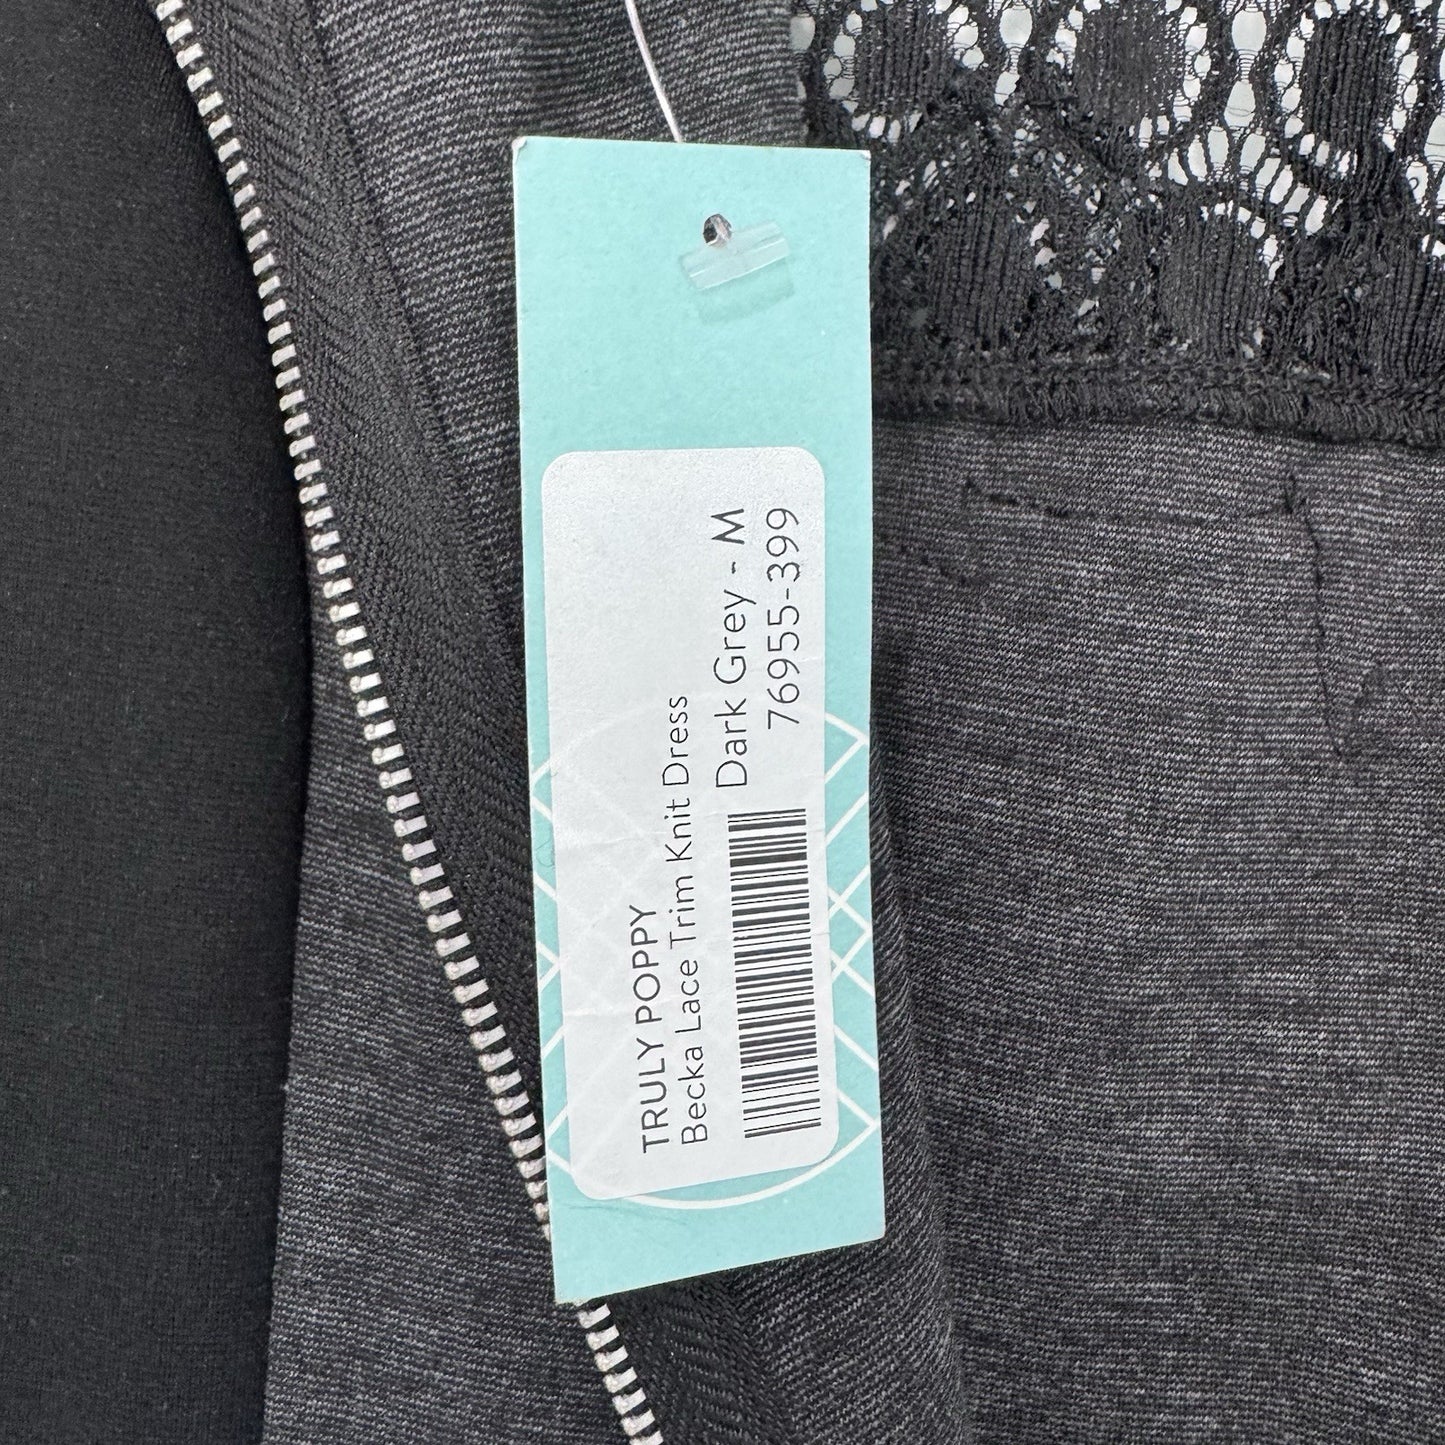 TRULY POPPY
Becka Lace Trim Knit Dress
Dark Grey - M
76955-399